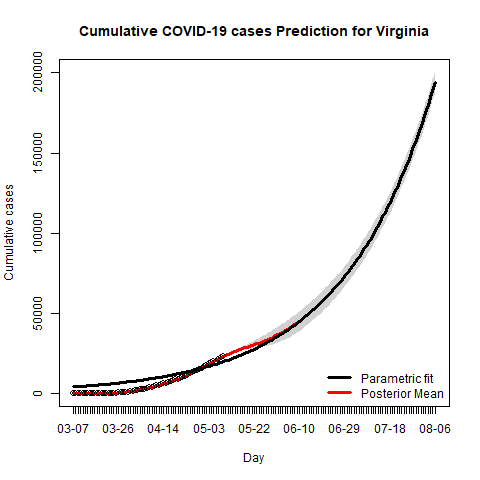 Cumulative COVID-19 cases Prediction for Virginia
Cumulative cases
200000
150000
100000
50000
0
Parametric fit
Posterior Mean
03-07 03-26 04-14 05-03 05-22 06-10 06-29 07-18 08-06
Day